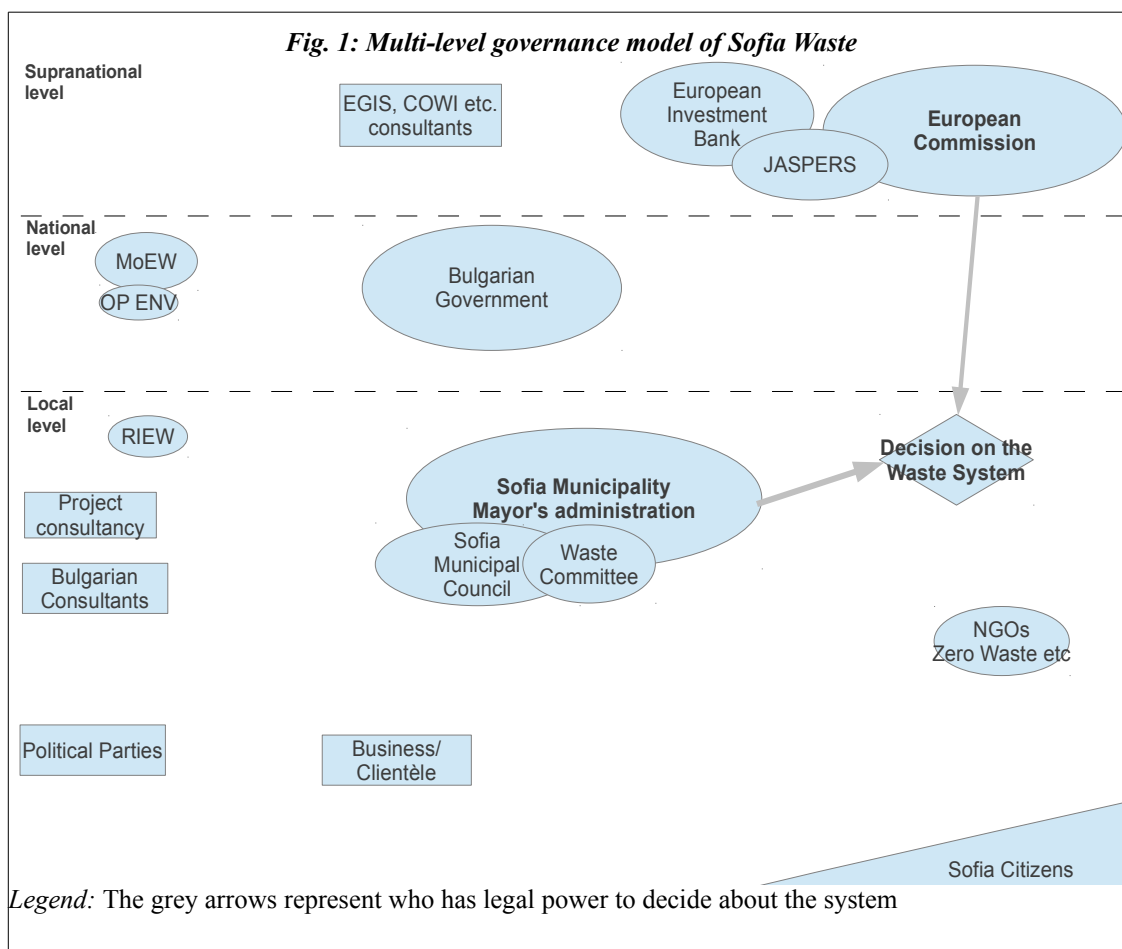 Fig. 1: Multi-level governance model of Sofia Waste
Supranational
level
EGIS, COWI etc.
consultants
European
Investment
Bank
JASPERS
European
Commission
National
level
MoEW
OP ENV
Bulgarian
Government
Local
level
RIEW
Project
consultancy
Bulgarian
Consultants
Sofia Municipality
Mayor's administration
Sofia
Municipal
Council
Waste
Committee
Decision on the
Waste System
NGOs
Zero Waste etc
Political Parties
Business/
Clientèle
Sofia Citizens
Legend: The grey arrows represent who has legal power to decide about the system